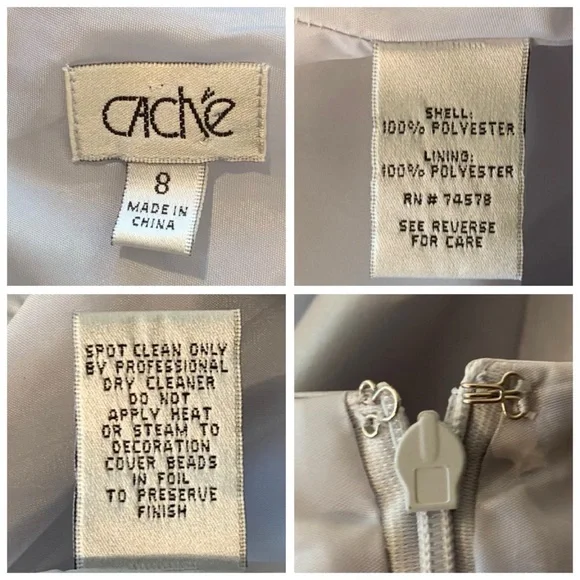 CAChé
8
MADE IN
CHINA
SHELL:
100% POLYESTER
LINING:
100% POLYESTER
RN # 74578
SEE REVERSE
FOR CARE
SPOT CLEAN ONLY
BY PROFESSIONAL
DRY CLEANER
DO NOT
APPLY HEAT
OR STEAM TO
DECORATION
COVER BEADS
IN FOIL
TO PRESERVE
FINISH